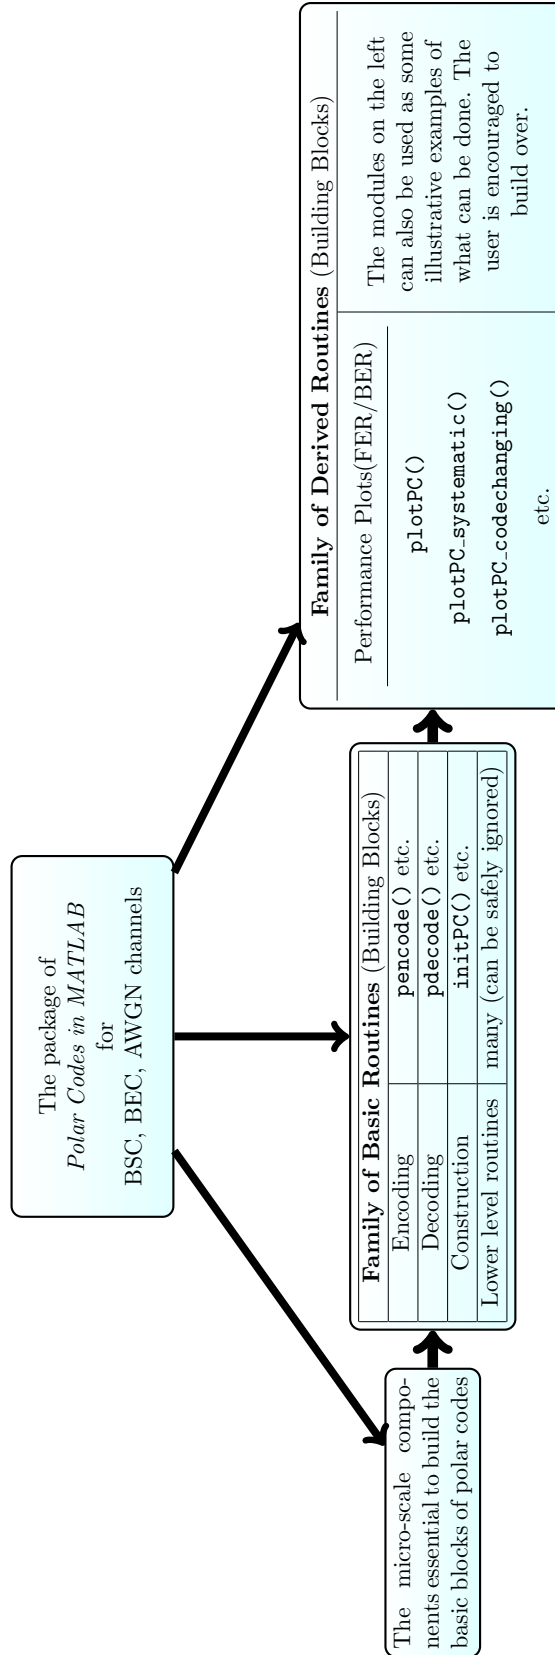 The package of
Polar Codes in MATLAB
for
BSC, BEC, AWGN channels
The micro-scale compo-
nents essential to build the
basic blocks of polar codes
Family of Basic Routines (Building Blocks)
Encoding pencode() etc.
Decoding pdecode() etc.
Construction initPC() etc.
Lower level routines many (can be safely ignored)
Family of Derived Routines (Building Blocks)
Performance Plots(FER/BER)
plotPC()
plotPC_systematic()
plotPC_codechanging()
etc.
The modules on the left
can also be used as some
illustrative examples of
what can be done. The
user is encouraged to
build over.